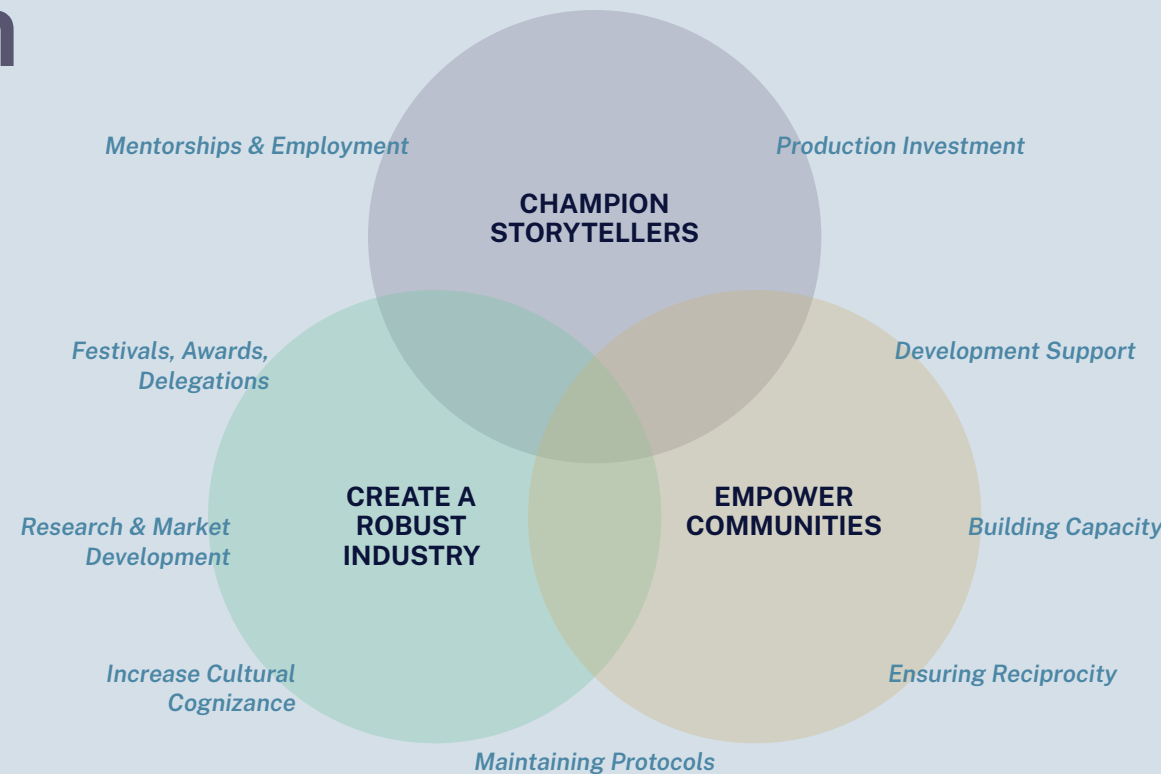 n
Mentorships & Employment
Production Investment
CHAMPION
STORYTELLERS
Festivals, Awards,
Delegations
Development Support
CREATE A
ROBUST
INDUSTRY
EMPOWER
COMMUNITIES
Research & Market
Development
Building Capacity
Increase Cultural
Cognizance
Ensuring Reciprocity
Maintaining Protocols